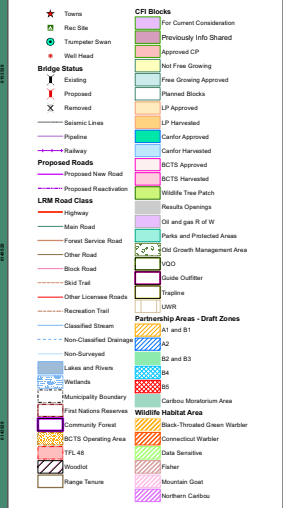 Towns
Rec Site
Trumpeter Swan
Well Head
Bridge Status
Existing
Proposed
Removed
Seismic Lines
Pipeline
Railway
Proposed Roads
Proposed New Road
Proposed Reactivation
LRM Road Class
Highway
Main Road
Forest Service Road
Other Road
Block Road
Skid Trail
Other Licensee Roads
Recreation Trail
Classified Stream
Non-Classified Drainage
Non-Surveyed
Lakes and Rivers
Wetlands
Municipality Boundary
First Nations Reserves
Community Forest
BCTS Operating Area
TFL 48
Woodlot
Range Tenure
CFI Blocks
For Current Consideration
Previously Info Shared
Approved CP
Not Free Growing
Free Growing Approved
Planned Blocks
LP Approved
LP Harvested
Canfor Approved
Canfor Harvested
BCTS Approved
BCTS Harvested
Wildlife Tree Patch
Results Openings
Oil and gas R of W
Parks and Protected Areas
Old Growth Management Area
VQO
Guide Outfitter
Trapline
UWR
Partnership Areas - Draft Zones
A1 and B1
A2
B2 and B3
B4
B5
Caribou Moratorium Area
Wildlife Habitat Area
Black-Throated Green Warbler
Connecticut Warbler
Data Sensitive
Fisher
Mountain Goat
Northern Caribou